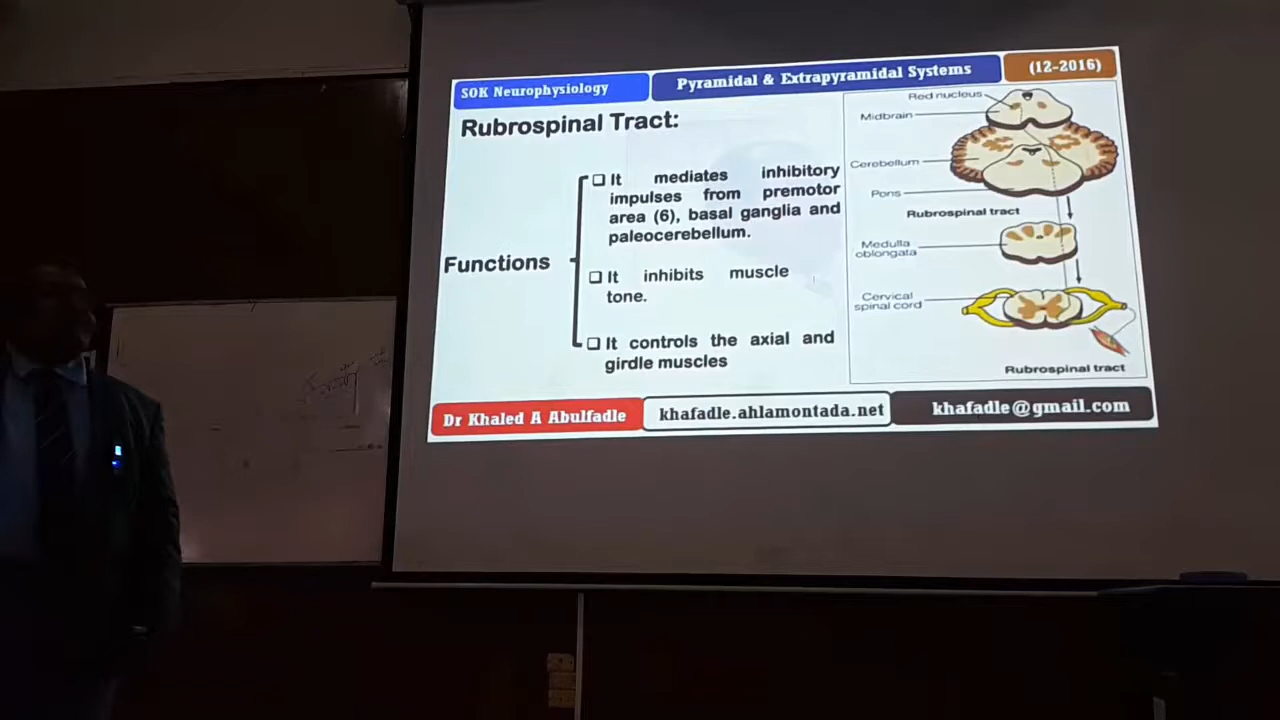 SOK Neurophysiology
Pyramidal & Extrapyramidal Systems
(12-2016)
Rubrospinal Tract:
Functions
It mediates inhibitory
impulses from premotor
area (6), basal ganglia and
paleocerebellum.
It inhibits muscle
tone.
It controls the axial and
girdle muscles
Red nucleus
Midbrain
Cerebellum
Pons
Rubrospinal tract
Medulla
oblongata
Cervical
spinal cord
Rubrospinal tract
Dr Khaled A Abulfadle
khafadle.ahlamontada.net
khafadle@gmail.com